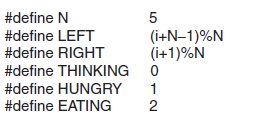 #define N 5
#define LEFT (i+N–1)%N
#define RIGHT (i+1)%N
#define THINKING 0
#define HUNGRY 1
#define EATING 2